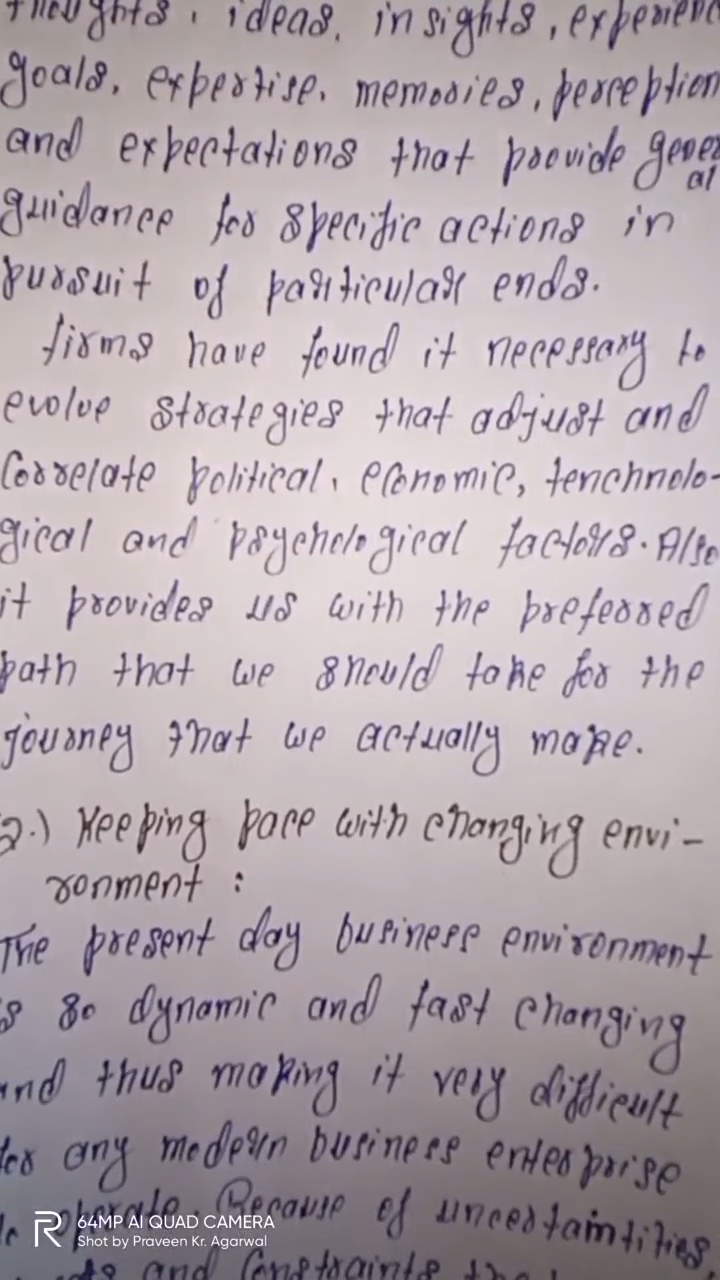 thoughts, ideas, insights, experienc
goals, expertise, memories, perception
and expectations that provide gener
al
guidance for specific actions in
pursuit of particular ends.
firms have found it necessary to
evolve strategies that adjust and
Correlate political, economic, tenchnolo-
gical and psychological factors. Also
it provides us with the preferred
path that we should take for the
journey that we actually make.
2.) Keeping pace with changing envi-
ronment :
The present day business environment
is so dynamic and fast changing
and thus making it very difficult
for any modern business enterprise
to operate. Because of uncertaintities,
and Constraints the
64MP AI QUAD CAMERA
Shot by Praveen Kr. Agarwal